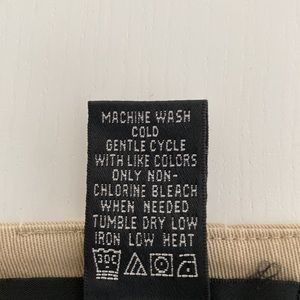 MACHINE WASH
COLD
GENTLE CYCLE
WITH LIKE COLORS
ONLY NON-
CHLORINE BLEACH
WHEN NEEDED
TUMBLE DRY LOW
IRON LOW HEAT
30C